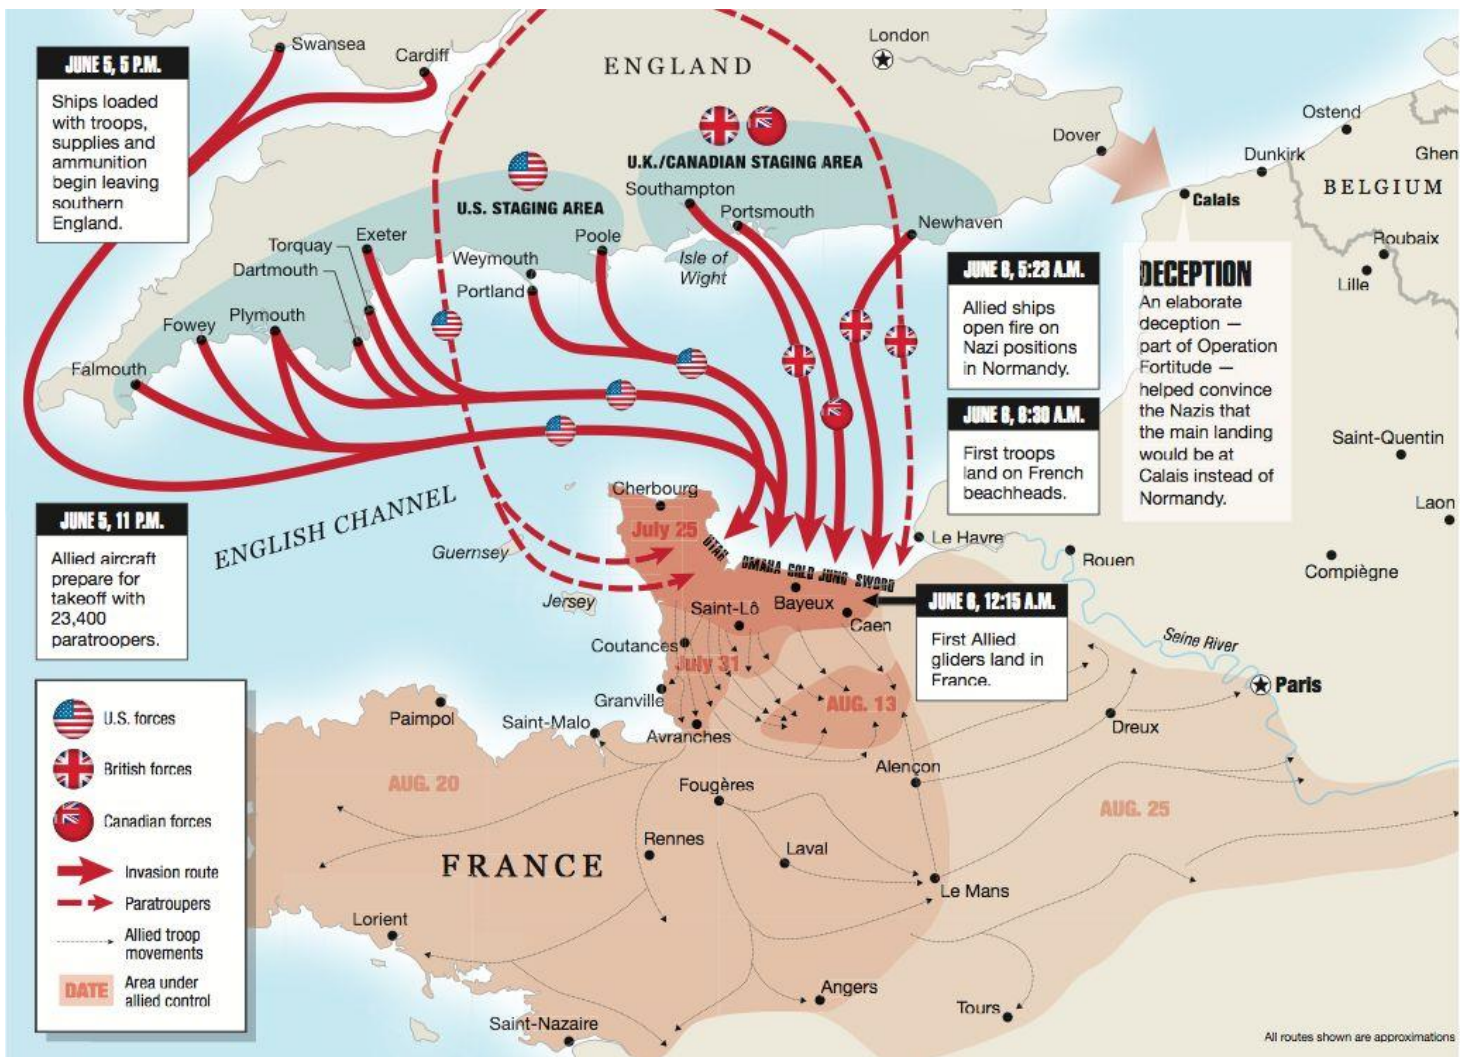 JUNE 5, 5 P.M.
Ships loaded
with troops,
supplies and
ammunition
begin leaving
southern
England.
Swansea
Cardiff
ENGLAND
London
Dover
Ostend
Dunkirk
Ghen
Calais
BELGIUM
Roubaix
Lille
U.S. STAGING AREA
U.K./CANADIAN STAGING AREA
Southampton
Portsmouth
Newhaven
Isle of
Wight
Exeter
Torquay
Dartmouth
Weymouth
Portland
Poole
Fowey
Plymouth
Falmouth
JUNE 6, 5:23 A.M.
Allied ships
open fire on
Nazi positions
in Normandy.
JUNE 6, 6:30 A.M.
First troops
land on French
beachheads.
DECEPTION
An elaborate
deception —
part of Operation
Fortitude —
helped convince
the Nazis that
the main landing
would be at
Calais instead of
Normandy.
Saint-Quentin
Laon
Compiègne
Rouen
Le Havre
ENGLISH CHANNEL
JUNE 5, 11 P.M.
Allied aircraft
prepare for
takeoff with
23,400
paratroopers.
Cherbourg
July 25
Guernsey
Jersey
UTAH
OMAHA GOLD JUNO SWORD
Bayeux
Saint-Lô
Caen
JUNE 6, 12:15 A.M.
First Allied
gliders land in
France.
Seine River
Paris
Dreux
Coutances
July 31
Granville
AUG. 13
Avranches
Saint-Malo
Paimpol
Alençon
Fougères
AUG. 20
AUG. 25
Rennes
Laval
FRANCE
Le Mans
Lorient
Angers
Tours
Saint-Nazaire
U.S. forces
British forces
Canadian forces
Invasion route
Paratroupers
Allied troop
movements
DATE
Area under
allied control
All routes shown are approximations